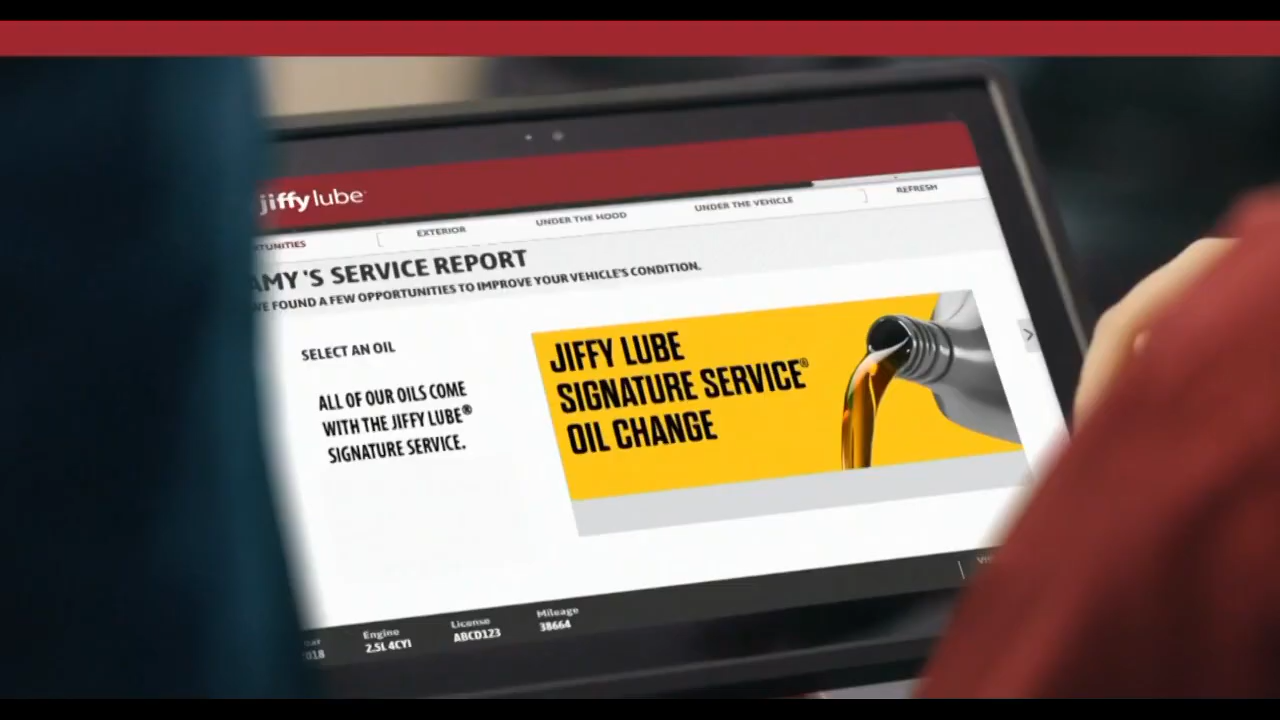 jiffy lube
EXTERIOR
UNDER THE HOOD
UNDER THE VEHICLE
REFRESH
AMY'S SERVICE REPORT
WE FOUND A FEW OPPORTUNITIES TO IMPROVE YOUR VEHICLE'S CONDITION.
SELECT AN OIL
ALL OF OUR OILS COME
WITH THE JIFFY LUBE®
SIGNATURE SERVICE.
JIFFY LUBE
SIGNATURE SERVICE®
OIL CHANGE
Engine
2.5L 4CYl
License
ABCD123
Mileage
38664